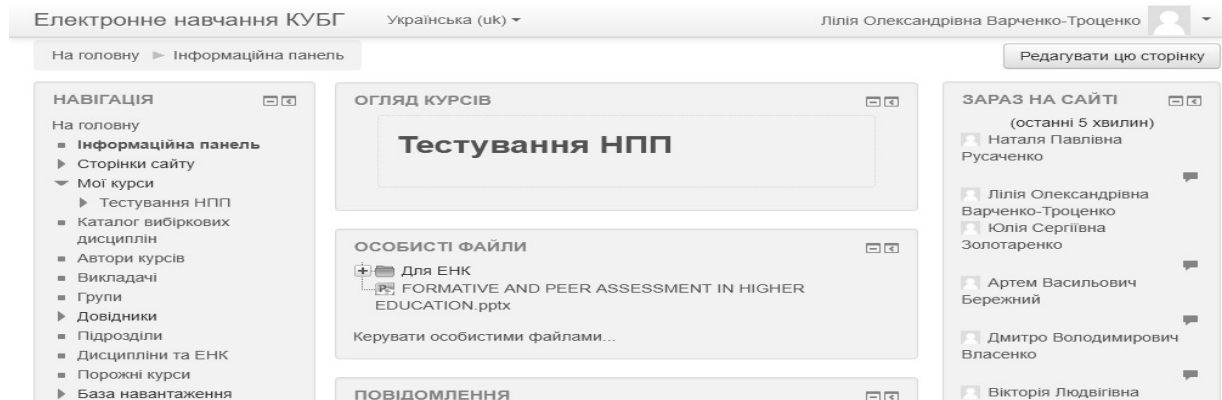 Електронне навчання КУБГ
Українська (uk)
Лілія Олександрівна Варченко-Троценко
На головну
Інформаційна панель
Редагувати цю сторінку
НАВІГАЦІЯ
На головну
Інформаційна панель
Сторінки сайту
Мої курси
Тестування НПП
Каталог вибіркових
дисциплін
Автори курсів
Викладачі
Групи
Довідники
Підрозділи
Дисципліни та ЕНК
Порожні курси
База навантаження
ОГЛЯД КУРСІВ
Тестування НПП
ОСОБИСТІ ФАЙЛИ
Для ЕНК
FORMATIVE AND PEER ASSESSMENT IN HIGHER
EDUCATION.pptx
Керувати особистими файлами...
ПОВІДОМЛЕННЯ
ЗАРАЗ НА САЙТІ
(останні 5 хвилин)
Наталя Павлівна
Русаченко
Лілія Олександрівна
Варченко-Троценко
Юлія Сергіївна
Золотаренко
Артем Васильович
Бережний
Дмитро Володимирович
Власенко
Вікторія Людвігівна